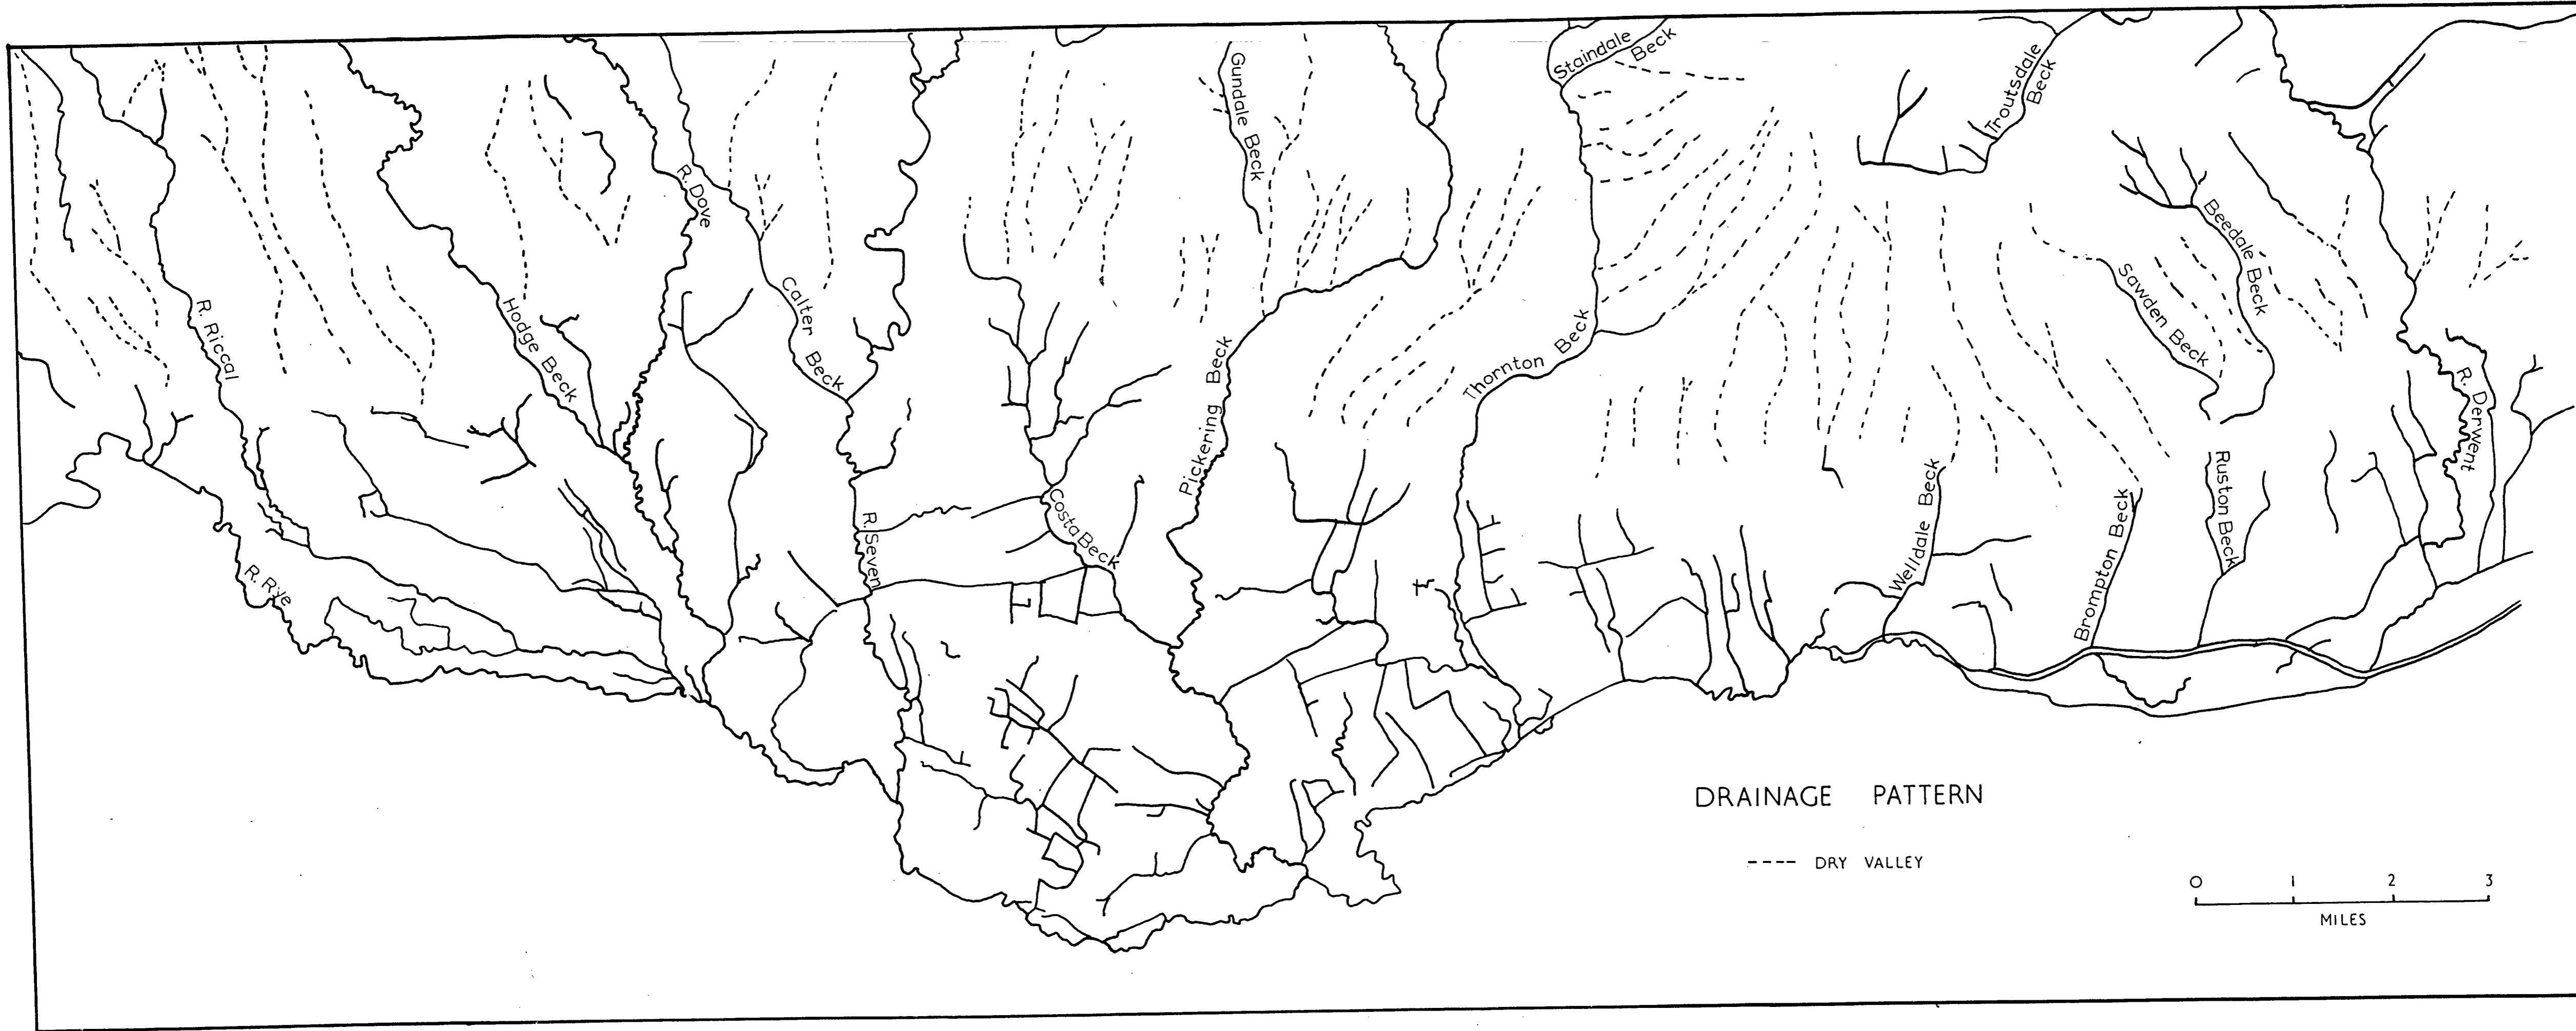 Staindale
Beck
Troutsdale
Beck
Gundale Beck
R. Dove
Beedale Beck
R. Riccal
Hodge Beck
Calter Beck
Sawden Beck
Pickering Beck
Thornton Beck
R. Derwent
R. Seven
Costa Beck
Welldale Beck
Brompton Beck
Ruston Beck
R. Rye
DRAINAGE PATTERN
DRY VALLEY
0 1 2 3
MILES